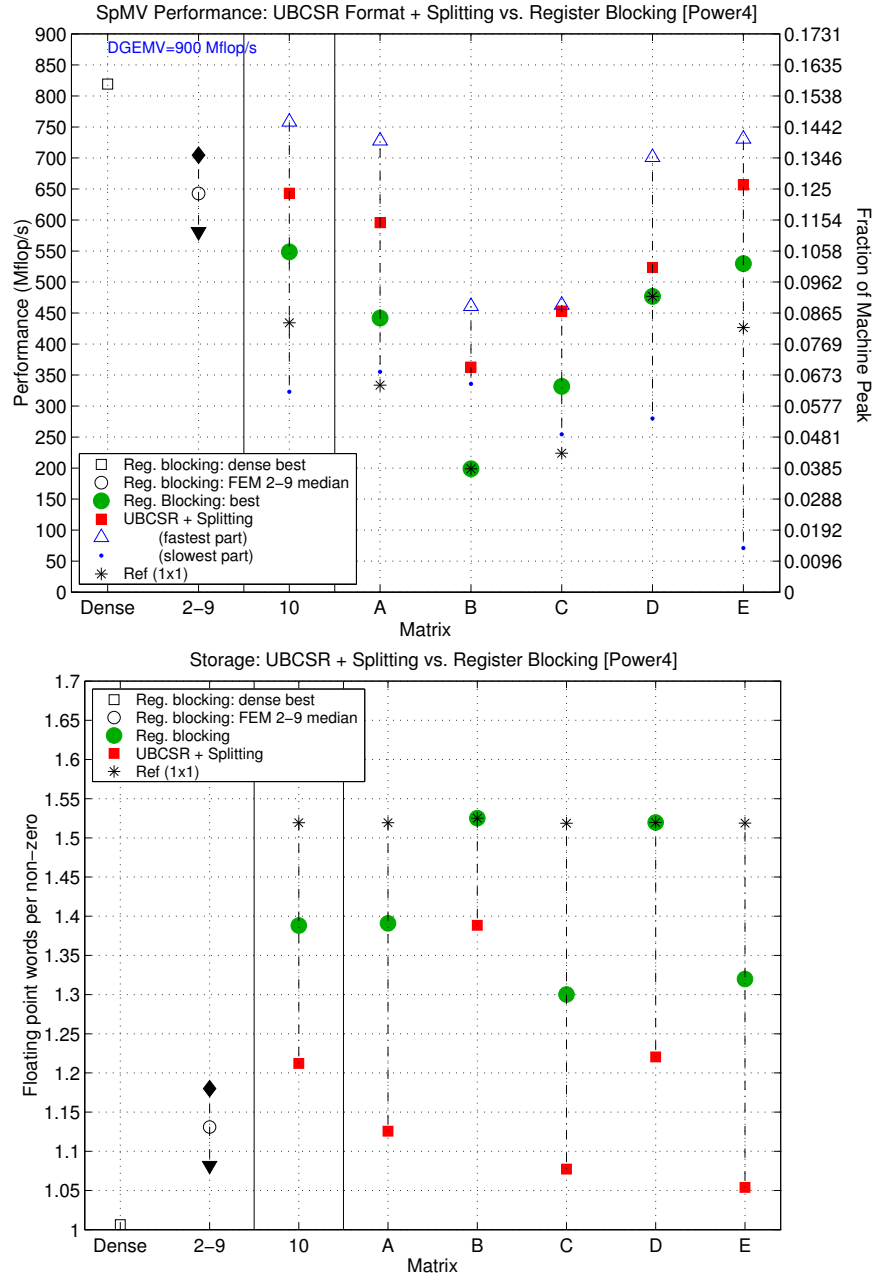 SpMV Performance: UBCSR Format + Splitting vs. Register Blocking [Power4]
DGEMV=900 Mflop/s
Performance (Mflop/s)
900
850
800
750
700
650
600
550
500
450
400
350
300
250
200
150
100
50
0
0.1731
0.1635
0.1538
0.1442
0.1346
0.125
0.1154
0.1058
0.0962
0.0865
0.0769
0.0673
0.0577
0.0481
0.0385
0.0288
0.0192
0.0096
0
Fraction of Machine Peak
Reg. blocking: dense best
Reg. blocking: FEM 2−9 median
Reg. Blocking: best
UBCSR + Splitting
(fastest part)
(slowest part)
Ref (1x1)
Dense 2−9 10 A B C D E
Matrix
Storage: UBCSR + Splitting vs. Register Blocking [Power4]
Floating point words per non−zero
1.7
1.65
1.6
1.55
1.5
1.45
1.4
1.35
1.3
1.25
1.2
1.15
1.1
1.05
1
Reg. blocking: dense best
Reg. blocking: FEM 2−9 median
Reg. blocking
UBCSR + Splitting
Ref (1x1)
Dense 2−9 10 A B C D E
Matrix